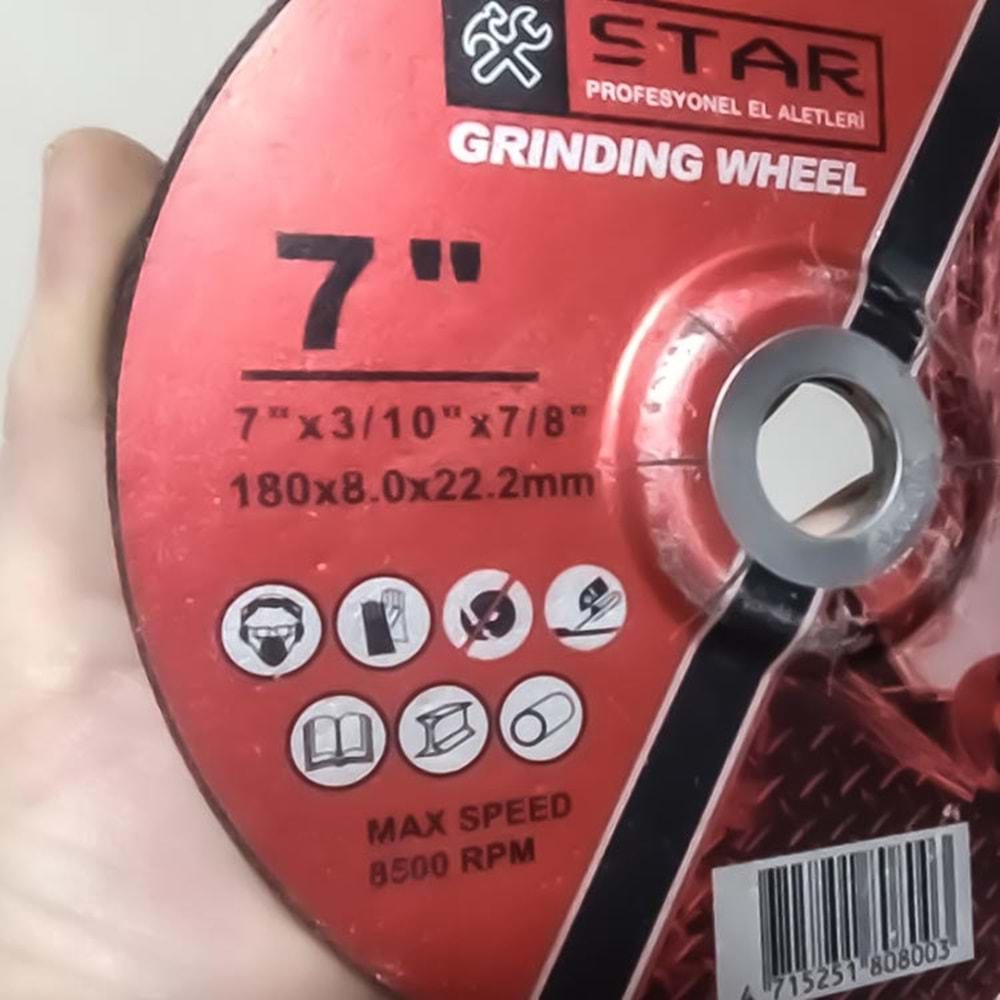 STAR
PROFESYONEL EL ALETLERİ
GRINDING WHEEL
7"
7"x3/10"x7/8"
180x8.0x22.2mm
MAX SPEED
8500 RPM
4 715251 808003